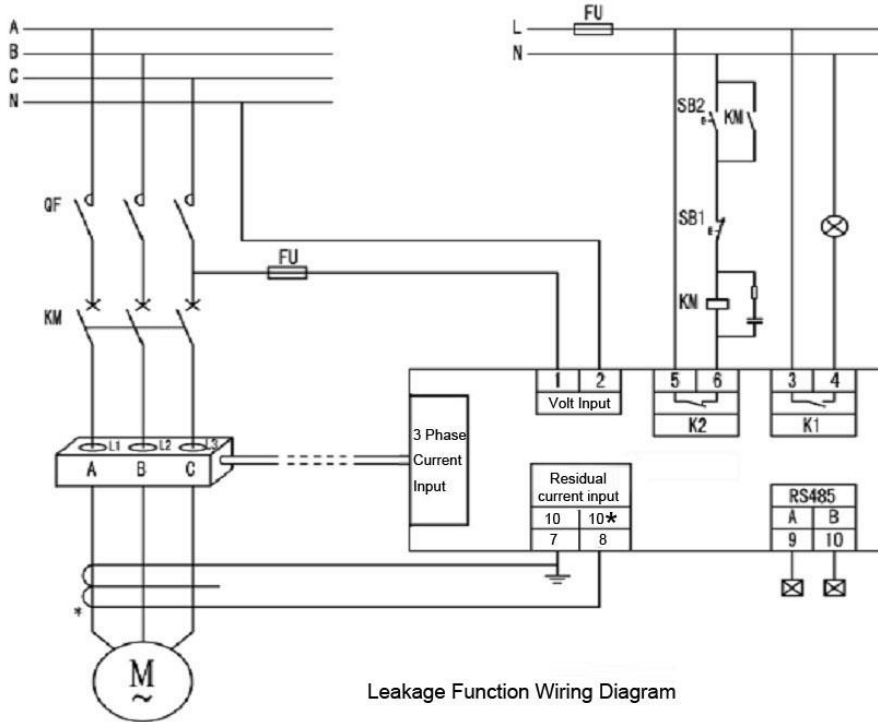 A
B
C
N
L
FU
N
SB2
KM
QF
SB1
FU
KM
KM
1 2
Volt Input
5 6
K2
3 4
K1
L1 L2 L3
A B C
3 Phase
Current
Input
Residual
current input
10 10*
7 8
RS485
A B
9 10
*
M
~
Leakage Function Wiring Diagram